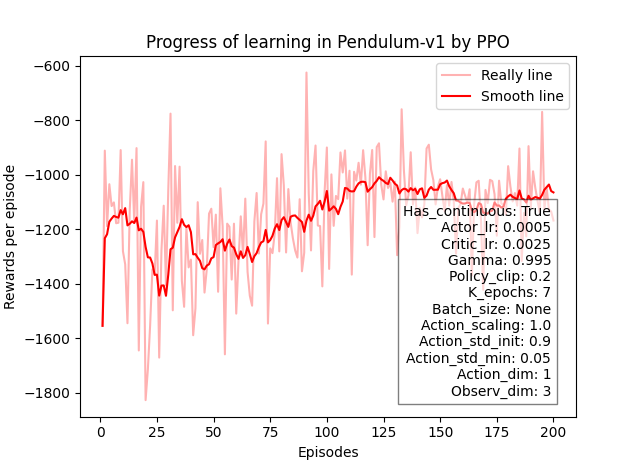 Progress of learning in Pendulum-v1 by PPO
Really line
Smooth line
−600
−800
−1000
−1200
−1400
−1600
−1800
Rewards per episode
Has_continuous: True
Actor_lr: 0.0005
Critic_lr: 0.0025
Gamma: 0.995
Policy_clip: 0.2
K_epochs: 7
Batch_size: None
Action_scaling: 1.0
Action_std_init: 0.9
Action_std_min: 0.05
Action_dim: 1
Observ_dim: 3
0 25 50 75 100 125 150 175 200
Episodes